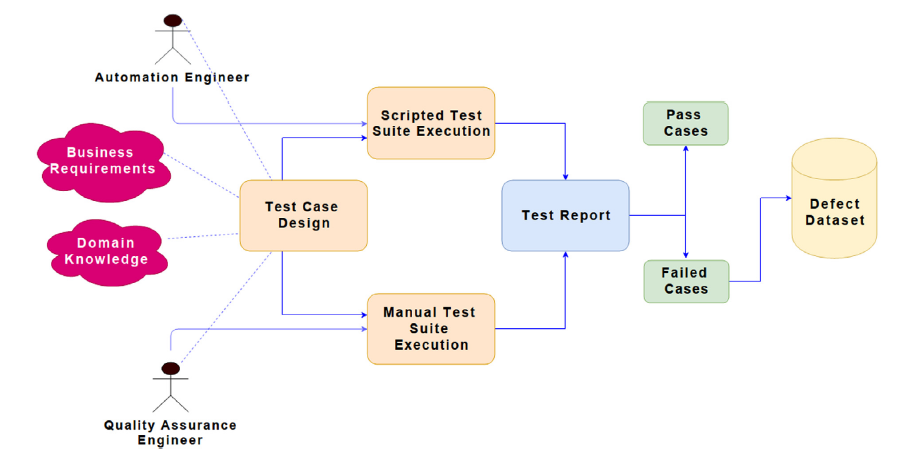 Automation Engineer
Business
Requirements
Domain
Knowledge
Quality Assurance
Engineer
Test Case
Design
Scripted Test
Suite Execution
Manual Test
Suite
Execution
Test Report
Pass
Cases
Failed
Cases
Defect
Dataset